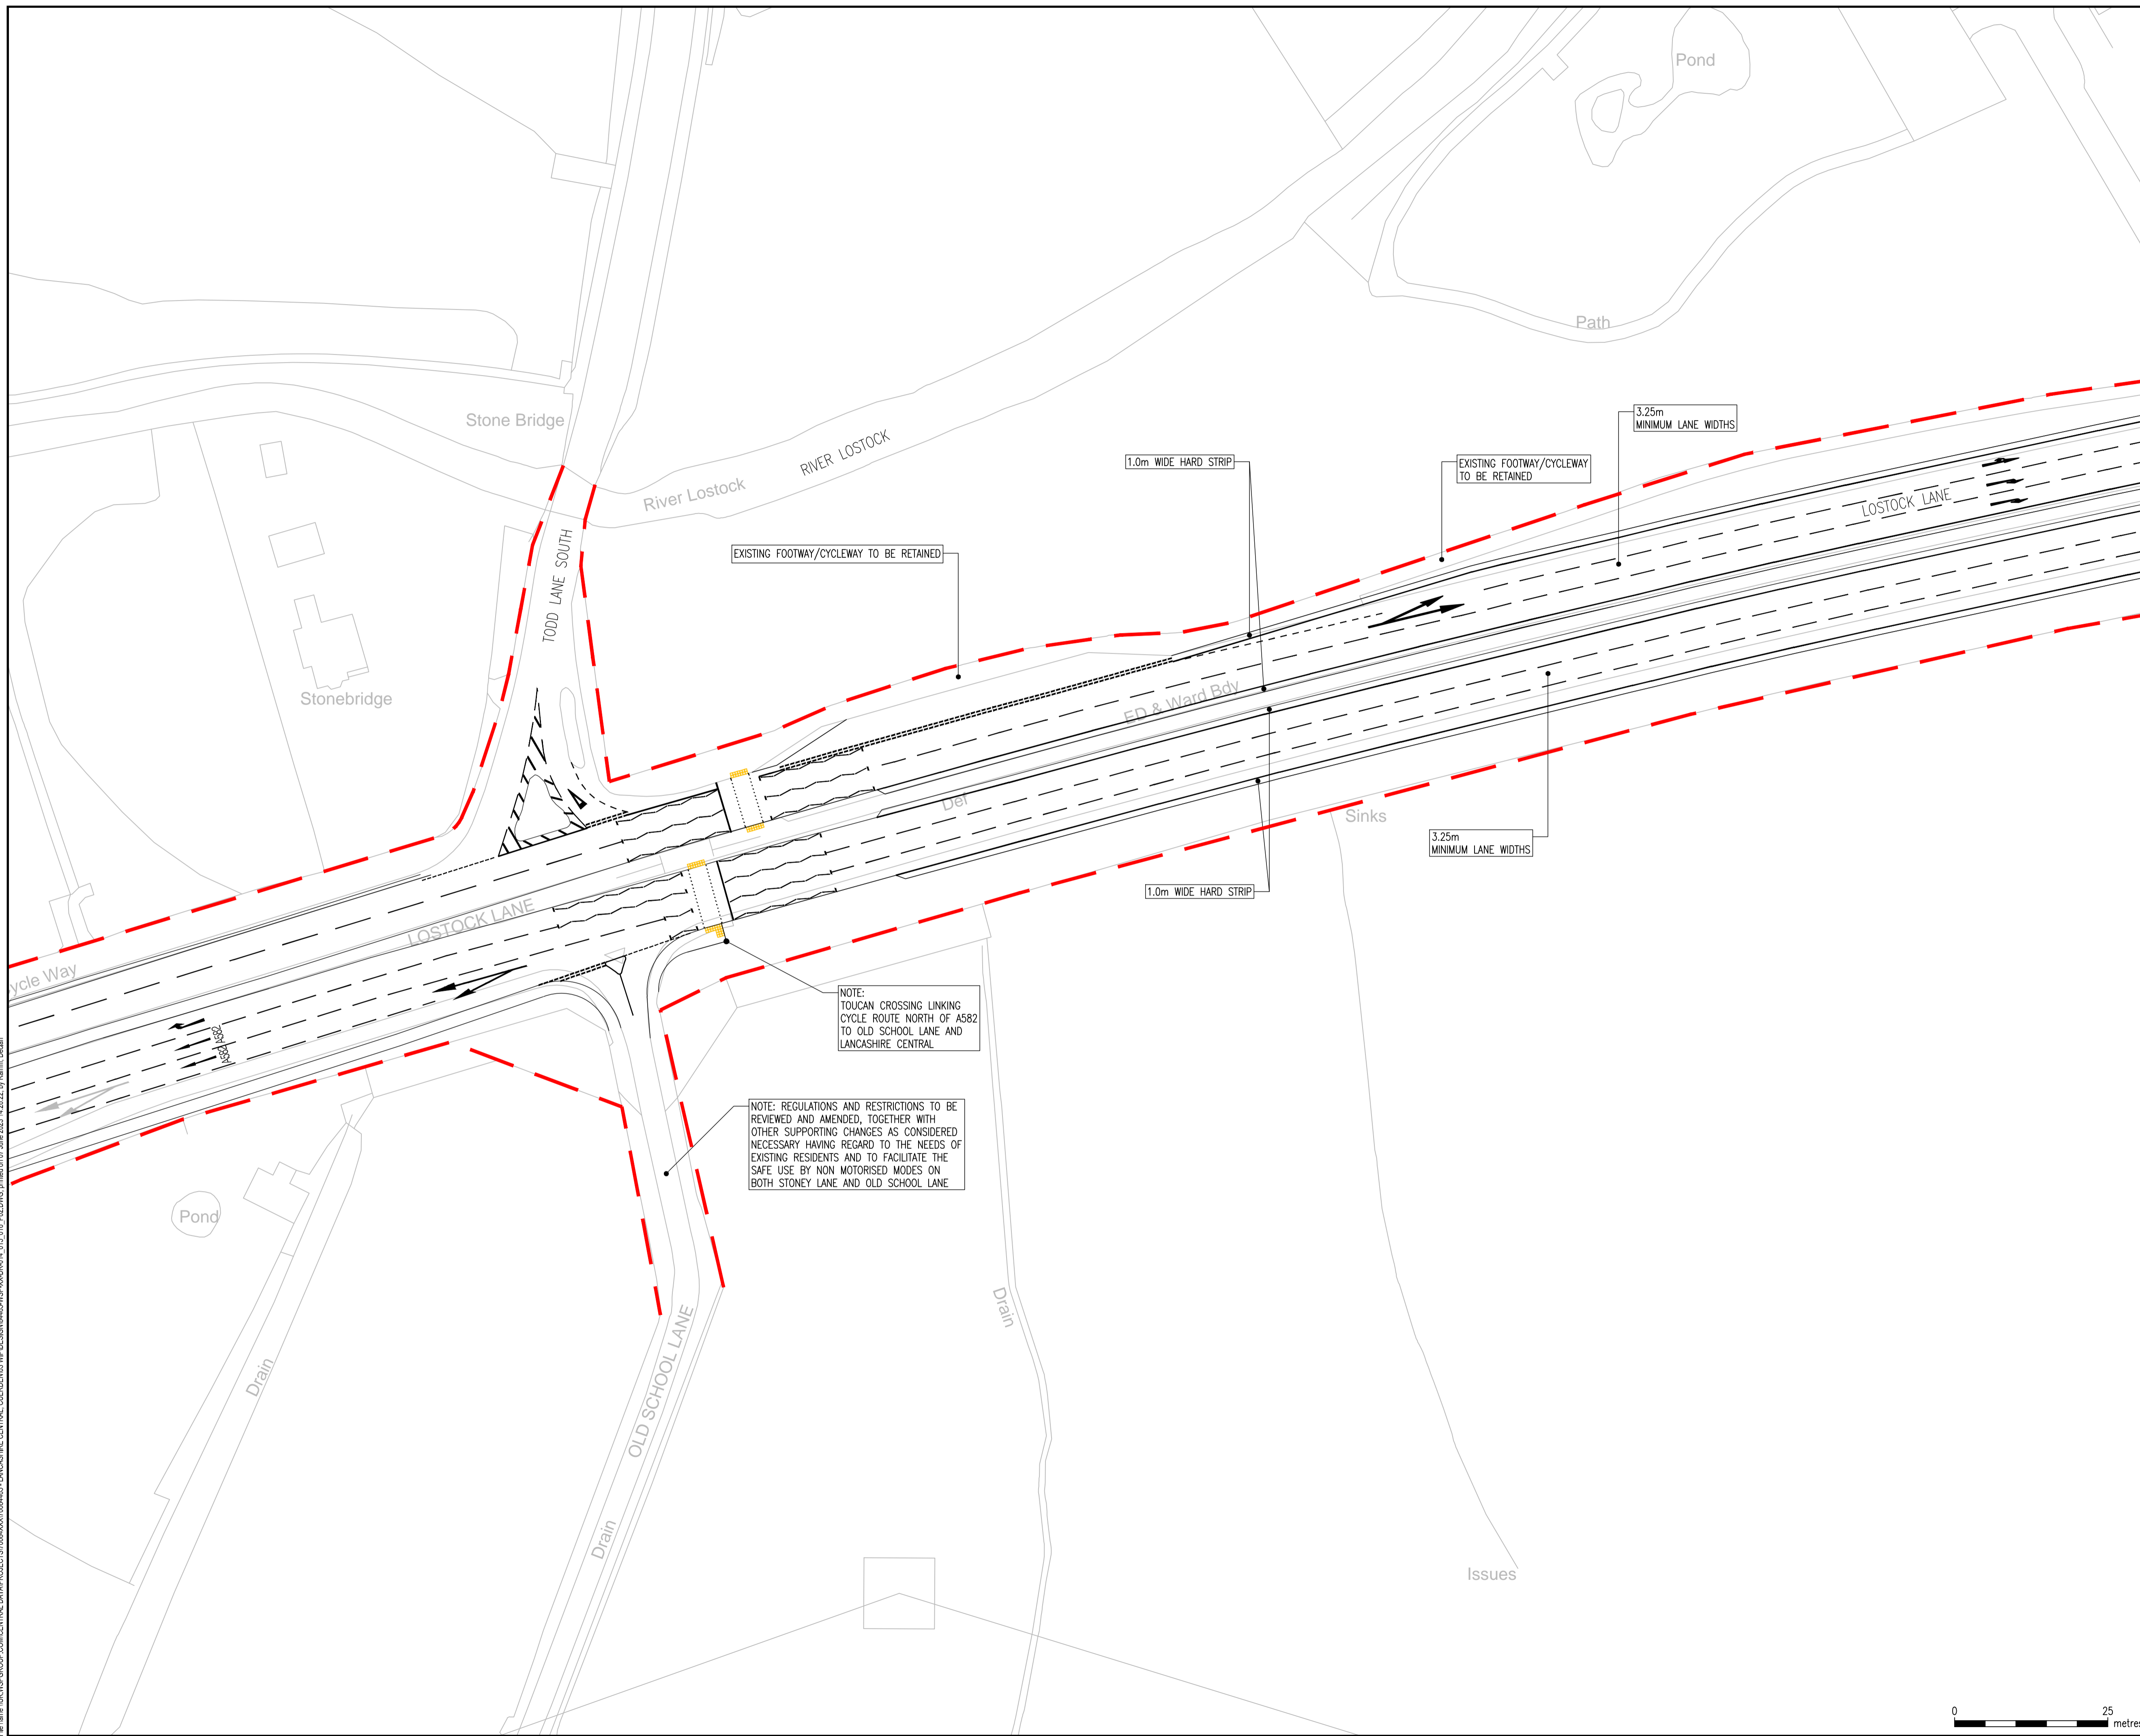 Pond
Path
Stone Bridge
RIVER LOSTOCK
River Lostock
3.25m
MINIMUM LANE WIDTHS
1.0m WIDE HARD STRIP
EXISTING FOOTWAY/CYCLEWAY
TO BE RETAINED
LOSTOCK LANE
EXISTING FOOTWAY/CYCLEWAY TO BE RETAINED
TODD LANE SOUTH
Stonebridge
ED & Ward Bdy
Def
Sinks
3.25m
MINIMUM LANE WIDTHS
1.0m WIDE HARD STRIP
LOSTOCK LANE
ycle Way
NOTE:
TOUCAN CROSSING LINKING
CYCLE ROUTE NORTH OF A582
TO OLD SCHOOL LANE AND
LANCASHIRE CENTRAL
A582 A582
NOTE: REGULATIONS AND RESTRICTIONS TO BE
REVIEWED AND AMENDED, TOGETHER WITH
OTHER SUPPORTING CHANGES AS CONSIDERED
NECESSARY HAVING REGARD TO THE NEEDS OF
EXISTING RESIDENTS AND TO FACILITATE THE
SAFE USE BY NON MOTORISED MODES ON
BOTH STONEY LANE AND OLD SCHOOL LANE
Pond
Drain
OLD SCHOOL LANE
Drain
Drain
Issues
0 25
metres